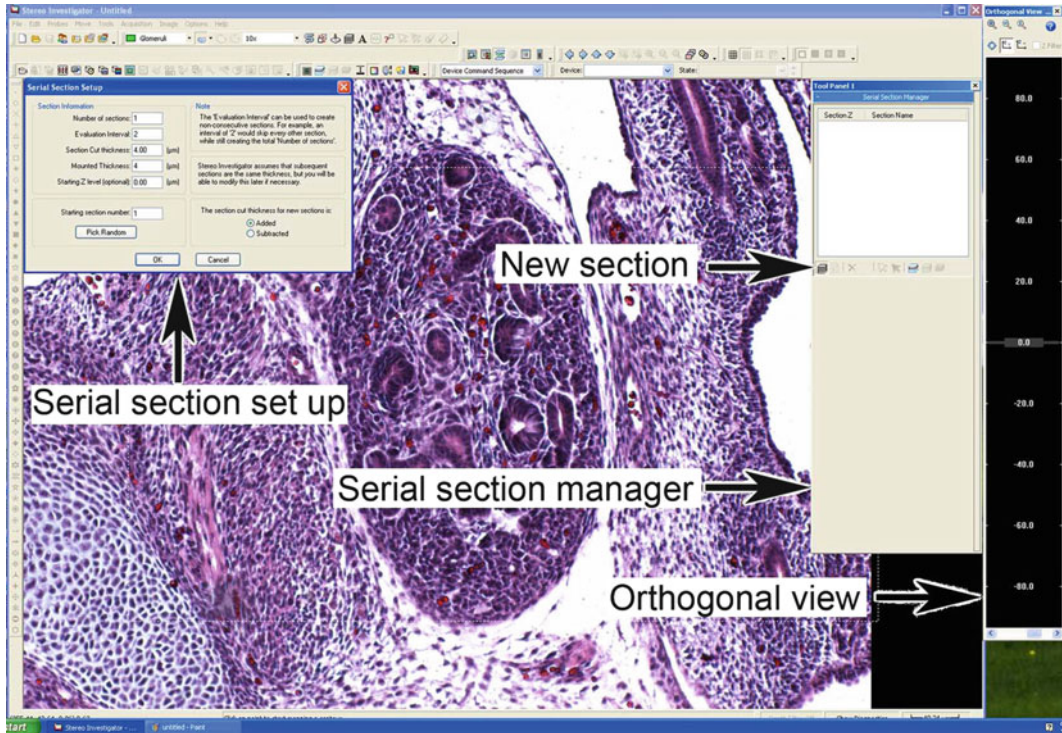 Stereo Investigator - Untitled
Orthogonal View ...
File Edit Probes Move Tools Acquisition Image Options Help
Glomeruli 10x
Device Command Sequence Device: State:
Serial Section Setup
Section Information
Number of sections: 1
Evaluation Interval: 2
Section Cut thickness: 4.00 (µm)
Mounted Thickness: 4 (µm)
Starting Z level (optional): 0.00 (µm)
Starting section number: 1
Pick Random
Note
The 'Evaluation Interval' can be used to create
non-consecutive sections. For example, an
interval of '2' would skip every other section,
while still creating the total 'Number of sections'.
Stereo Investigator assumes that subsequent
sections are the same thickness, but you will be
able to modify this later if necessary.
The section cut thickness for new sections is:
Added
Subtracted
OK Cancel
Tool Panel 1
Serial Section Manager
Section Z Section Name
80.0
60.0
40.0
20.0
0.0
-20.0
-40.0
-60.0
-80.0
New section
Serial section set up
Serial section manager
Orthogonal view
start Stereo Investigator - ... untitled - Paint